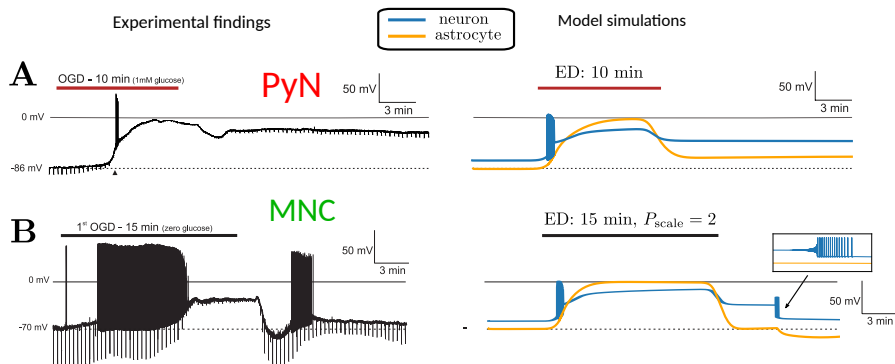 Experimental findings
neuron
astrocyte
Model simulations
A
OGD - 10 min (1mM glucose)
PyN
50 mV
3 min
0 mV
-86 mV
ED: 10 min
50 mV
3 min
B
1st OGD - 15 min (zero glucose)
MNC
50 mV
3 min
0 mV
-70 mV
ED: 15 min, Pscale = 2
50 mV
3 min